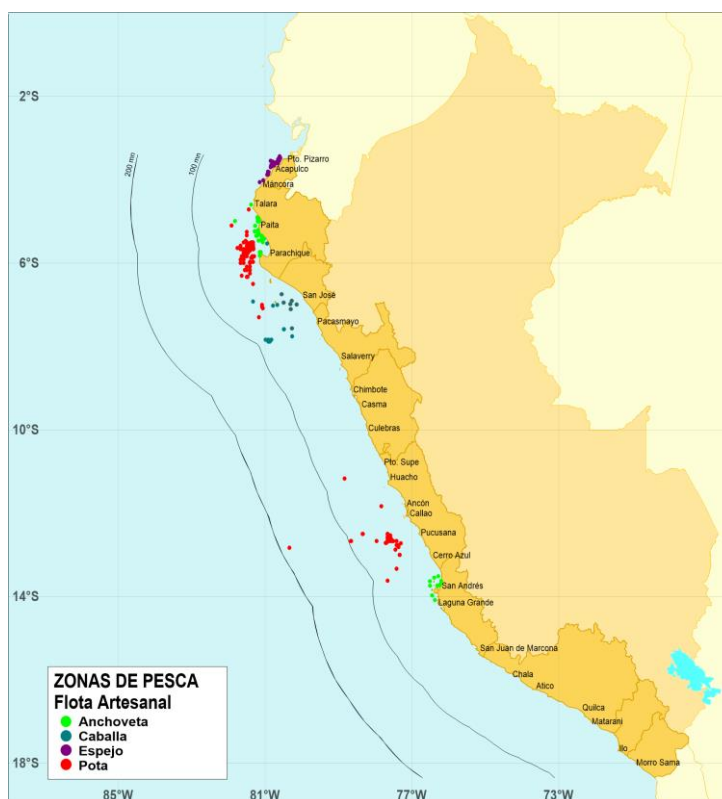 2°S
200 mn
100 mn
Pto. Pizarro
Acapulco
Máncora
Talara
Paita
Parachique
6°S
San José
Pacasmayo
Salaverry
Chimbote
Casma
10°S
Culebras
Pto. Supe
Huacho
Ancón
Callao
Pucusana
Cerro Azul
14°S
San Andrés
Laguna Grande
San Juan de Marcona
Chala
Atico
Quilca
Matarani
Ilo
Morro Sama
18°S
ZONAS DE PESCA
Flota Artesanal
Anchoveta
Caballa
Espejo
Pota
85°W 81°W 77°W 73°W